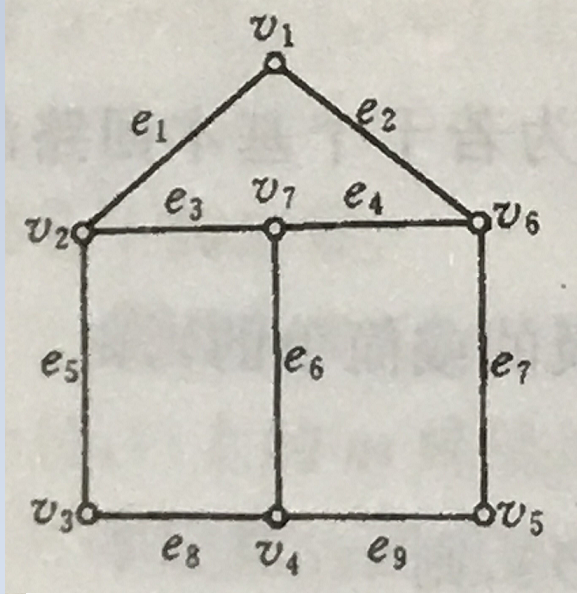 v₁
e₁ e₂
e₃ v₇ e₄
v₂ v₆
e₅ e₆ e₇
v₃ v₅
e₈ v₄ e₉